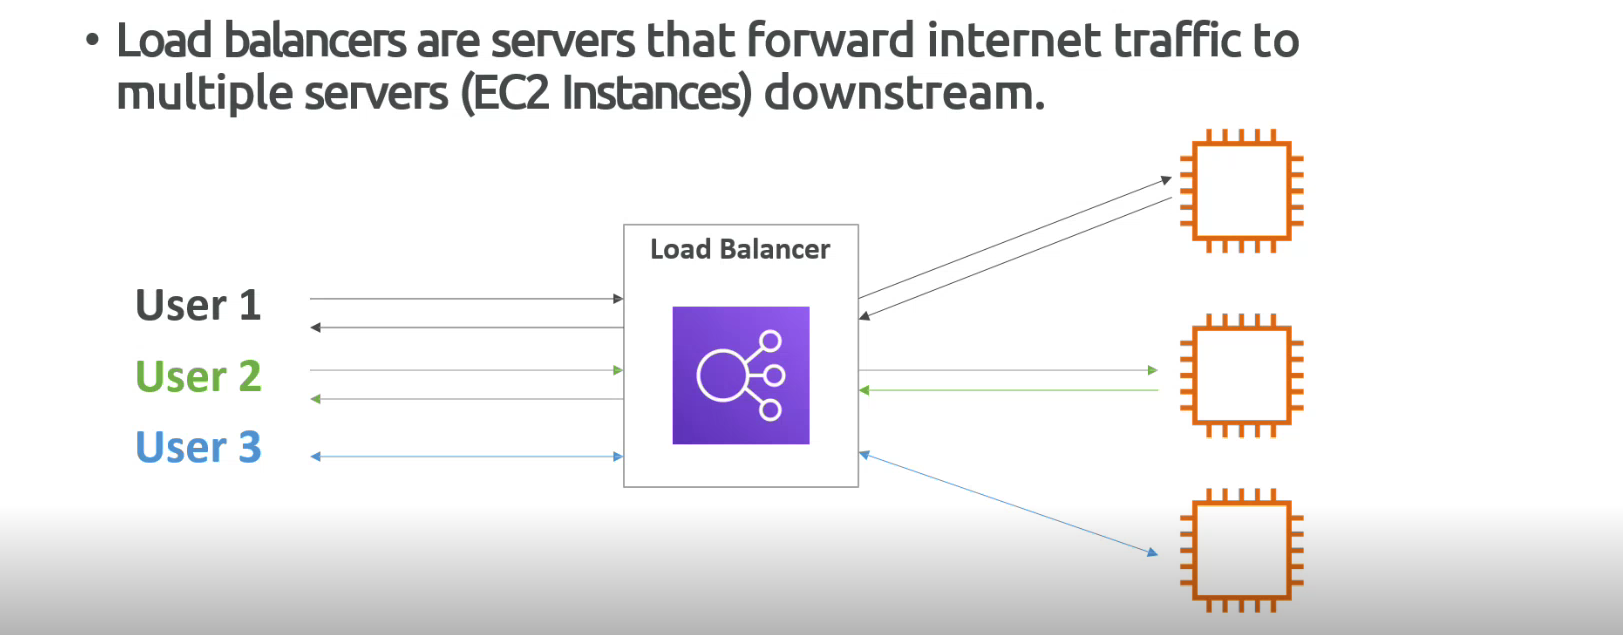 • Load balancers are servers that forward internet traffic to
multiple servers (EC2 Instances) downstream.
Load Balancer
User 1
User 2
User 3